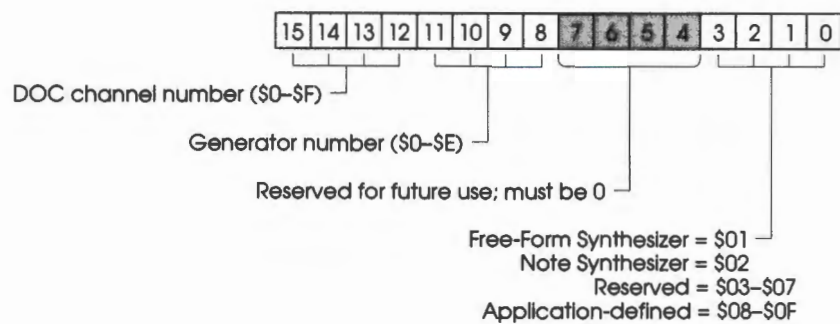 15 14 13 12 11 10 9 8 7 6 5 4 3 2 1 0
DOC channel number ($0–$F)
Generator number ($0–$E)
Reserved for future use; must be 0
Free-Form Synthesizer = $01
Note Synthesizer = $02
Reserved = $03–$07
Application-defined = $08–$0F